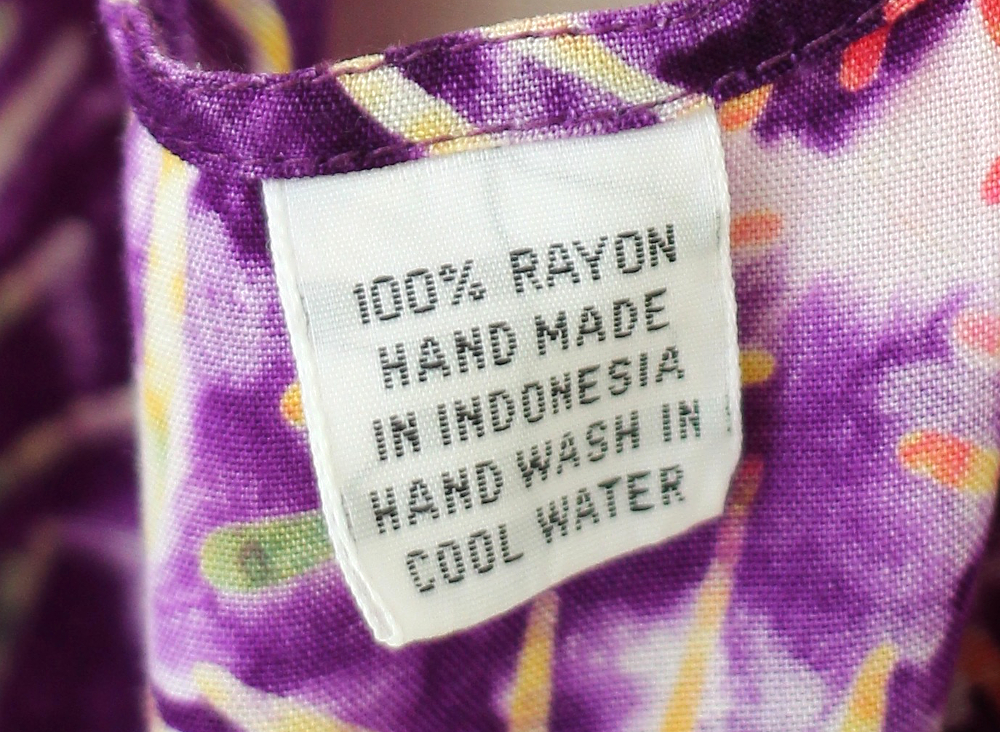 100% RAYON
HAND MADE
IN INDONESIA
HAND WASH IN
COOL WATER